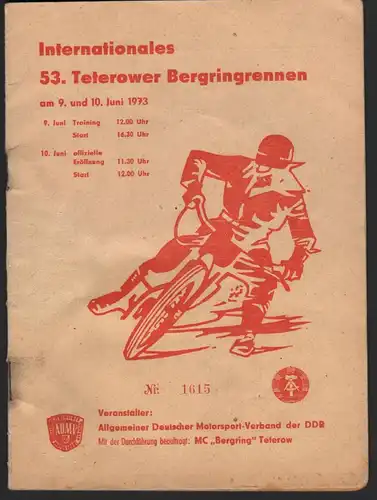 Internationales
53. Teterower Bergringrennen
am 9. und 10. Juni 1973
9. Juni Training 12.00 Uhr
Start 16.30 Uhr
10. Juni offizielle
Eröffnung 11.30 Uhr
Start 12.00 Uhr
Nr. 1615
ADMV
Veranstalter:
Allgemeiner Deutscher Motorsport-Verband der DDR
Mit der Durchführung beauftragt: MC „Bergring" Teterow